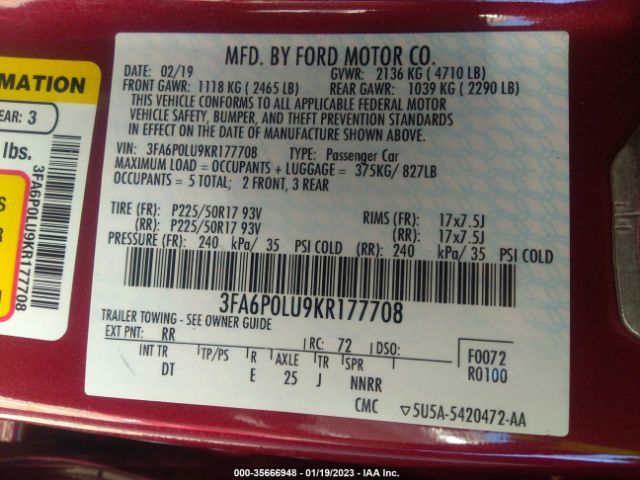 MFD. BY FORD MOTOR CO.
DATE: 02/19 GVWR: 2136 KG ( 4710 LB)
FRONT GAWR: 1118 KG ( 2465 LB) REAR GAWR: 1039 KG ( 2290 LB)
THIS VEHICLE CONFORMS TO ALL APPLICABLE FEDERAL MOTOR
VEHICLE SAFETY, BUMPER, AND THEFT PREVENTION STANDARDS
IN EFFECT ON THE DATE OF MANUFACTURE SHOWN ABOVE.
VIN: 3FA6P0LU9KR177708 TYPE: Passenger Car
MAXIMUM LOAD = OCCUPANTS + LUGGAGE = 375KG/ 827LB
OCCUPANTS = 5 TOTAL; 2 FRONT, 3 REAR
TIRE (FR): P225/50R17 93V RIMS (FR): 17x7.5J
(RR): P225/50R17 93V (RR): 17x7.5J
PRESSURE (FR): 240 kPa/ 35 PSI COLD (RR): 240 kPa/ 35 PSI COLD
3FA6P0LU9KR177708
TRAILER TOWING - SEE OWNER GUIDE
EXT PNT: RR RC: 72 DSO: F0072
INT TR TP/PS R AXLE TR SPR R0100
DT E 25 J NNRR
CMC ▽5U5A-5420472-AA
RMATION
EAR: 3
lbs.
S
R
3FA6P0LU9KR177708
000-35666948 - 01/19/2023 - IAA Inc.